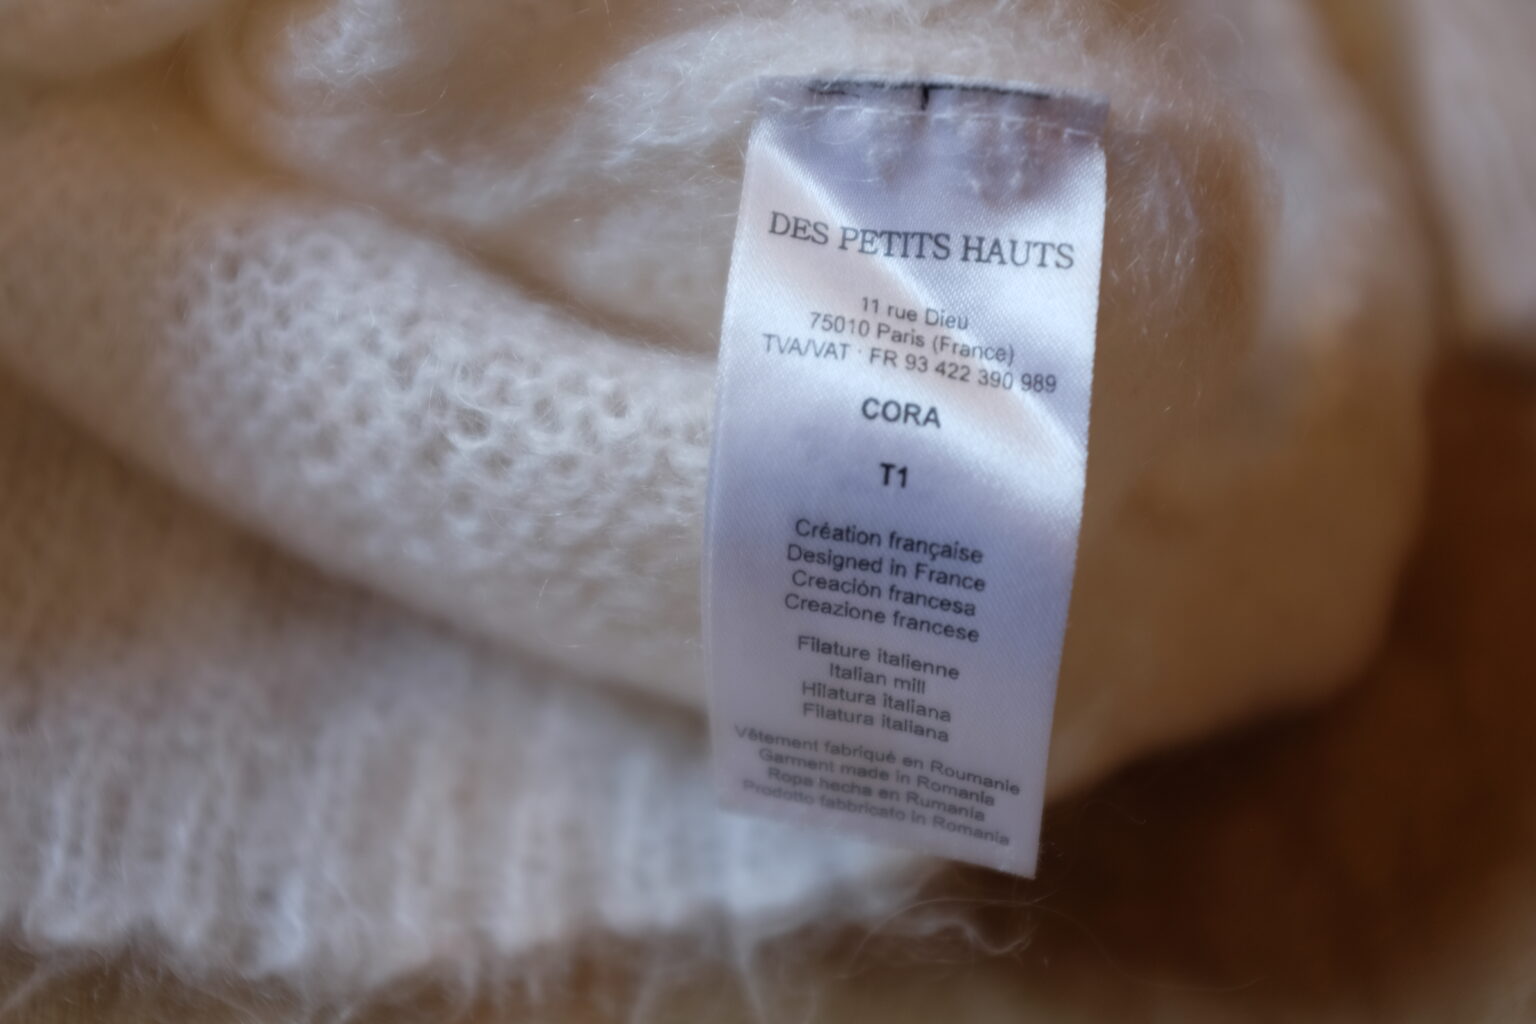 DES PETITS HAUTS
11 rue Dieu
75010 Paris (France)
TVA/VAT · FR 93 422 390 989
CORA
T1
Création française
Designed in France
Creación francesa
Creazione francese
Filature italienne
Italian mill
Hilatura italiana
Filatura italiana
Vêtement fabriqué en Roumanie
Garment made in Romania
Ropa hecha en Rumanía
Prodotto fabbricato in Romania